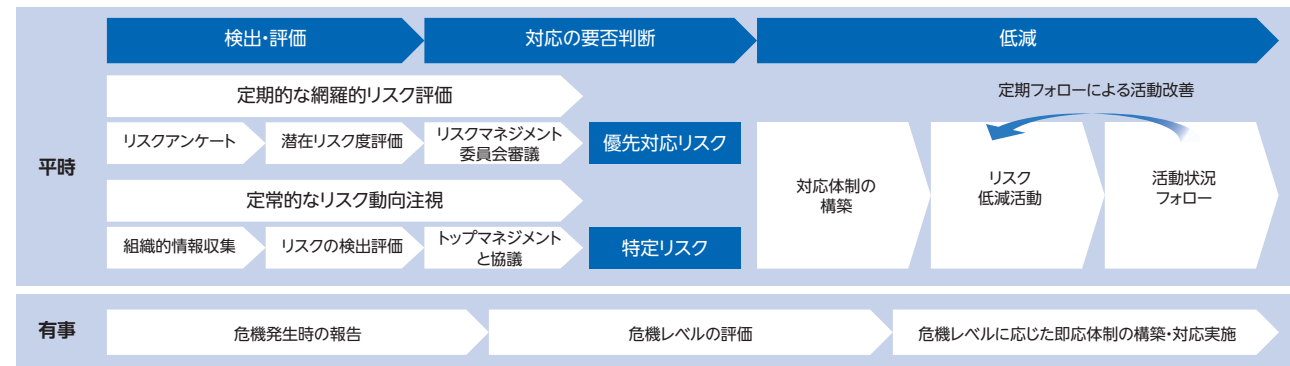 検出・評価
対応の要否判断
低減
平時
定期的な網羅的リスク評価
リスクアンケート
潜在リスク度評価
リスクマネジメント
委員会審議
優先対応リスク
定常的なリスク動向注視
組織的情報収集
リスクの検出評価
トップマネジメント
と協議
特定リスク
対応体制の
構築
定期フォローによる活動改善
リスク
低減活動
活動状況
フォロー
有事
危機発生時の報告
危機レベルの評価
危機レベルに応じた即応体制の構築・対応実施